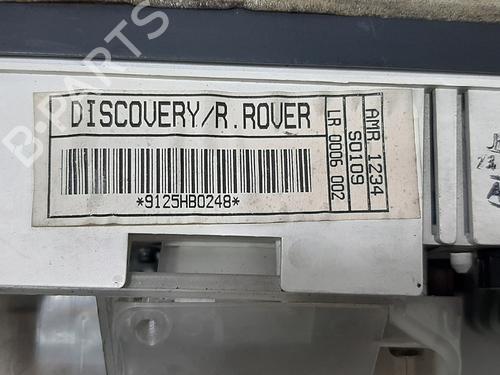 B-PARTS
DISCOVERY/R.ROVER
*9125HB0248*
AMR 1234
S0109
LR 0006 002